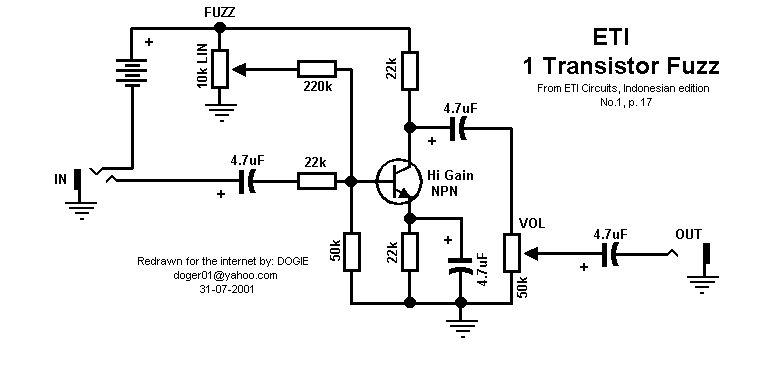 FUZZ
ETI
1 Transistor Fuzz
From ETI Circuits, Indonesian edition
No.1, p. 17
+
10k LIN
220k
22k
4.7uF
+
IN
4.7uF
+
22k
Hi Gain
NPN
VOL
50k
22k
+
4.7uF
50k
4.7uF
+
OUT
Redrawn for the internet by: DOGIE
doger01@yahoo.com
31-07-2001